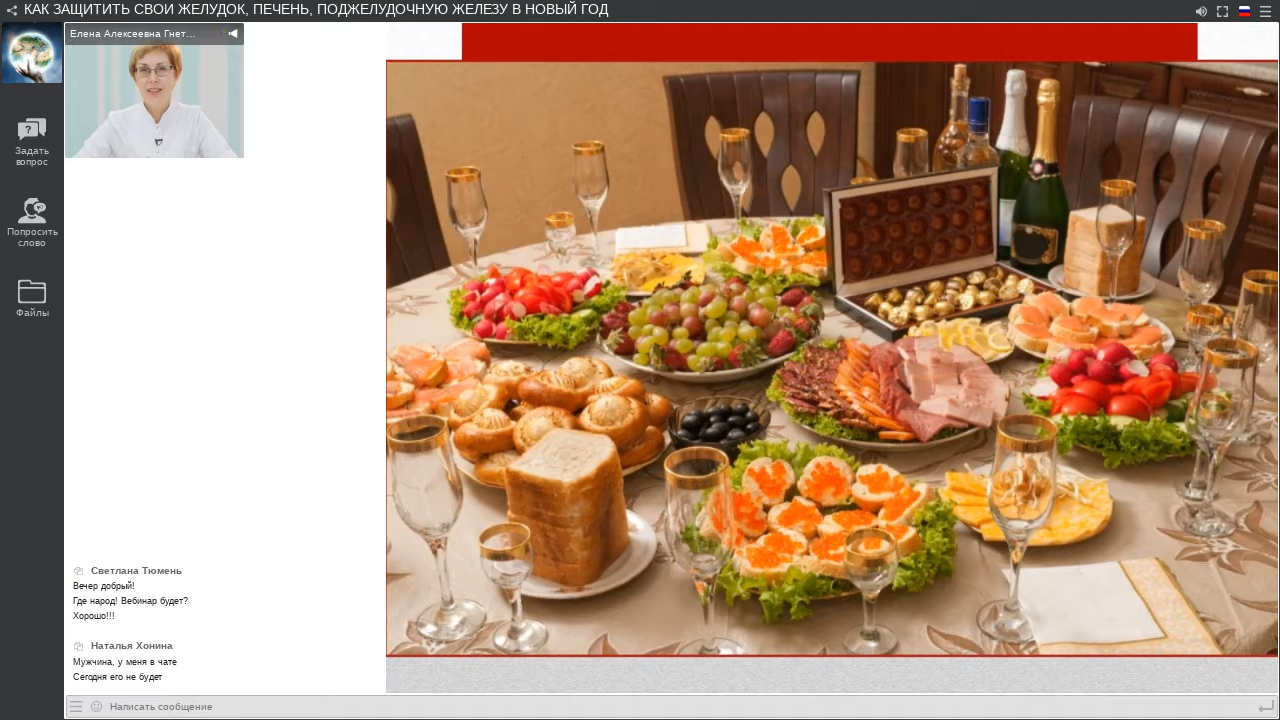 КАК ЗАЩИТИТЬ СВОИ ЖЕЛУДОК, ПЕЧЕНЬ, ПОДЖЕЛУДОЧНУЮ ЖЕЛЕЗУ В НОВЫЙ ГОД
Елена Алексеевна Гнет...
Задать
вопрос
Попросить
слово
Файлы
Светлана Тюмень
Вечер добрый!
Где народ! Вебинар будет?
Хорошо!!!
Наталья Хонина
Мужчина, у меня в чате
Сегодня его не будет
Написать сообщение